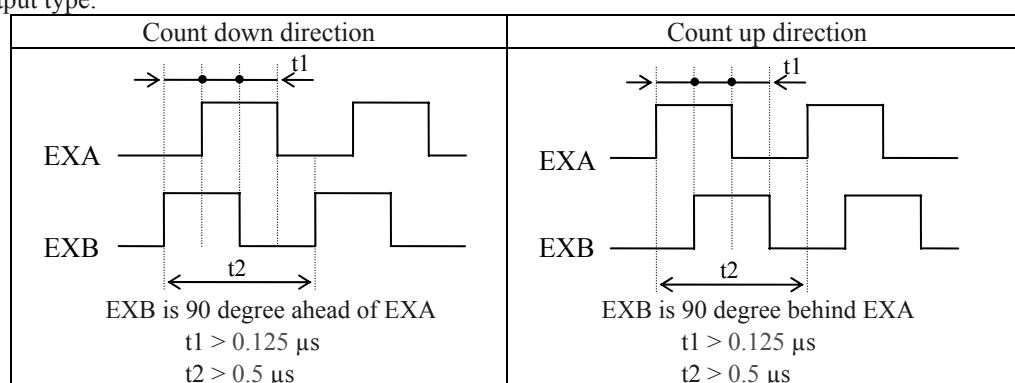 type:
Count down direction
Count up direction
t1
EXA
EXB
t2
EXB is 90 degree ahead of EXA
t1 > 0.125 µs
t2 > 0.5 µs
t1
EXA
EXB
t2
EXB is 90 degree behind EXA
t1 > 0.125 µs
t2 > 0.5 µs